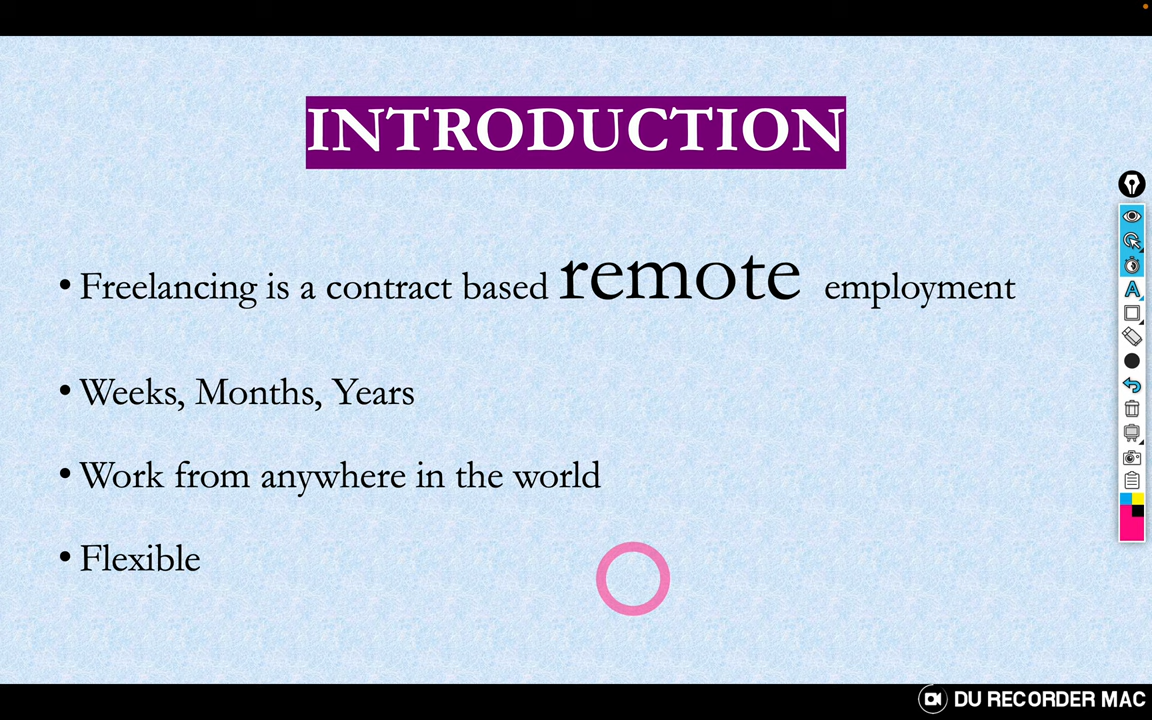 INTRODUCTION
• Freelancing is a contract based remote employment
• Weeks, Months, Years
• Work from anywhere in the world
• Flexible
A
DU RECORDER MAC